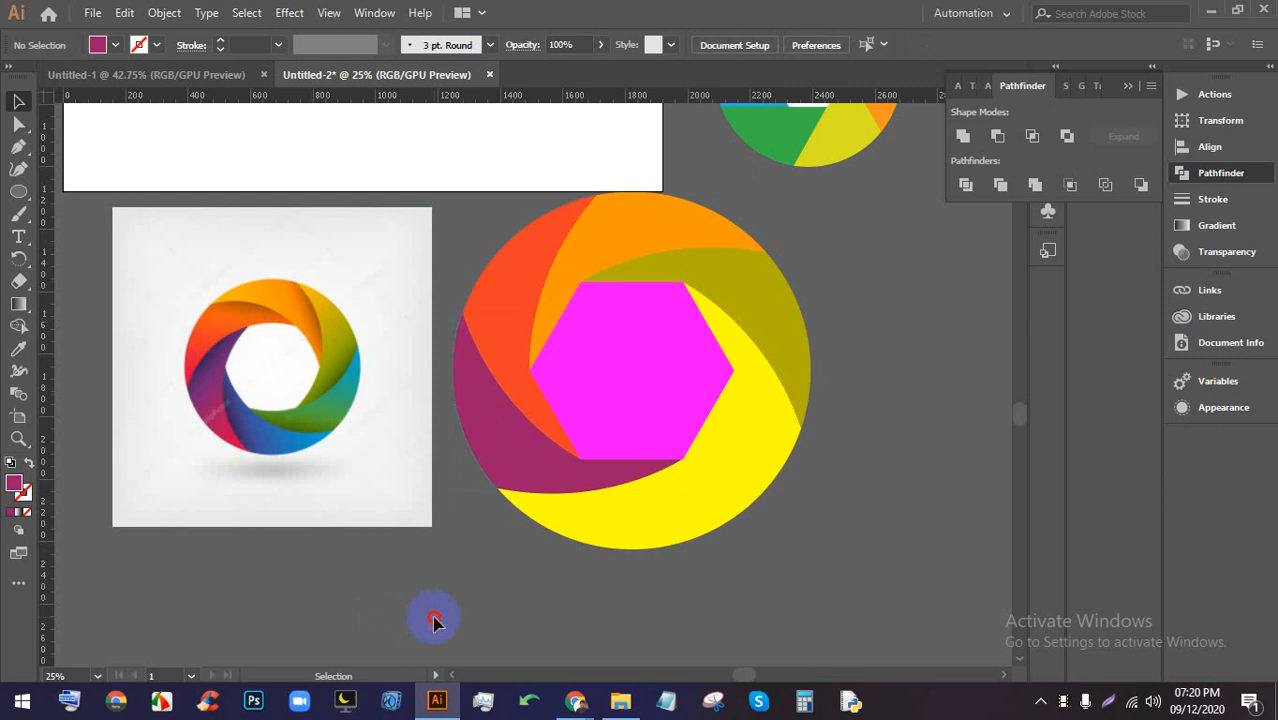 Ai File Edit Object Type Select Effect View Window Help Automation Search Adobe Stock
No Selection Stroke: 3 pt. Round Opacity: 100% Style: Document Setup Preferences
Untitled-1 @ 42.75% (RGB/GPU Preview) × Untitled-2* @ 25% (RGB/GPU Preview) ×
0 200 400 600 800 1000 1200 1400 1600 1800 2000 2200 2400 2600
Pathfinder
Shape Modes:
Expand
Pathfinders:
Actions
Transform
Align
Pathfinder
Stroke
Gradient
Transparency
Links
Libraries
Document Info
Variables
Appearance
Activate Windows
Go to Settings to activate Windows.
25% 1 Selection
Ps Ai
07:20 PM
09/12/2020